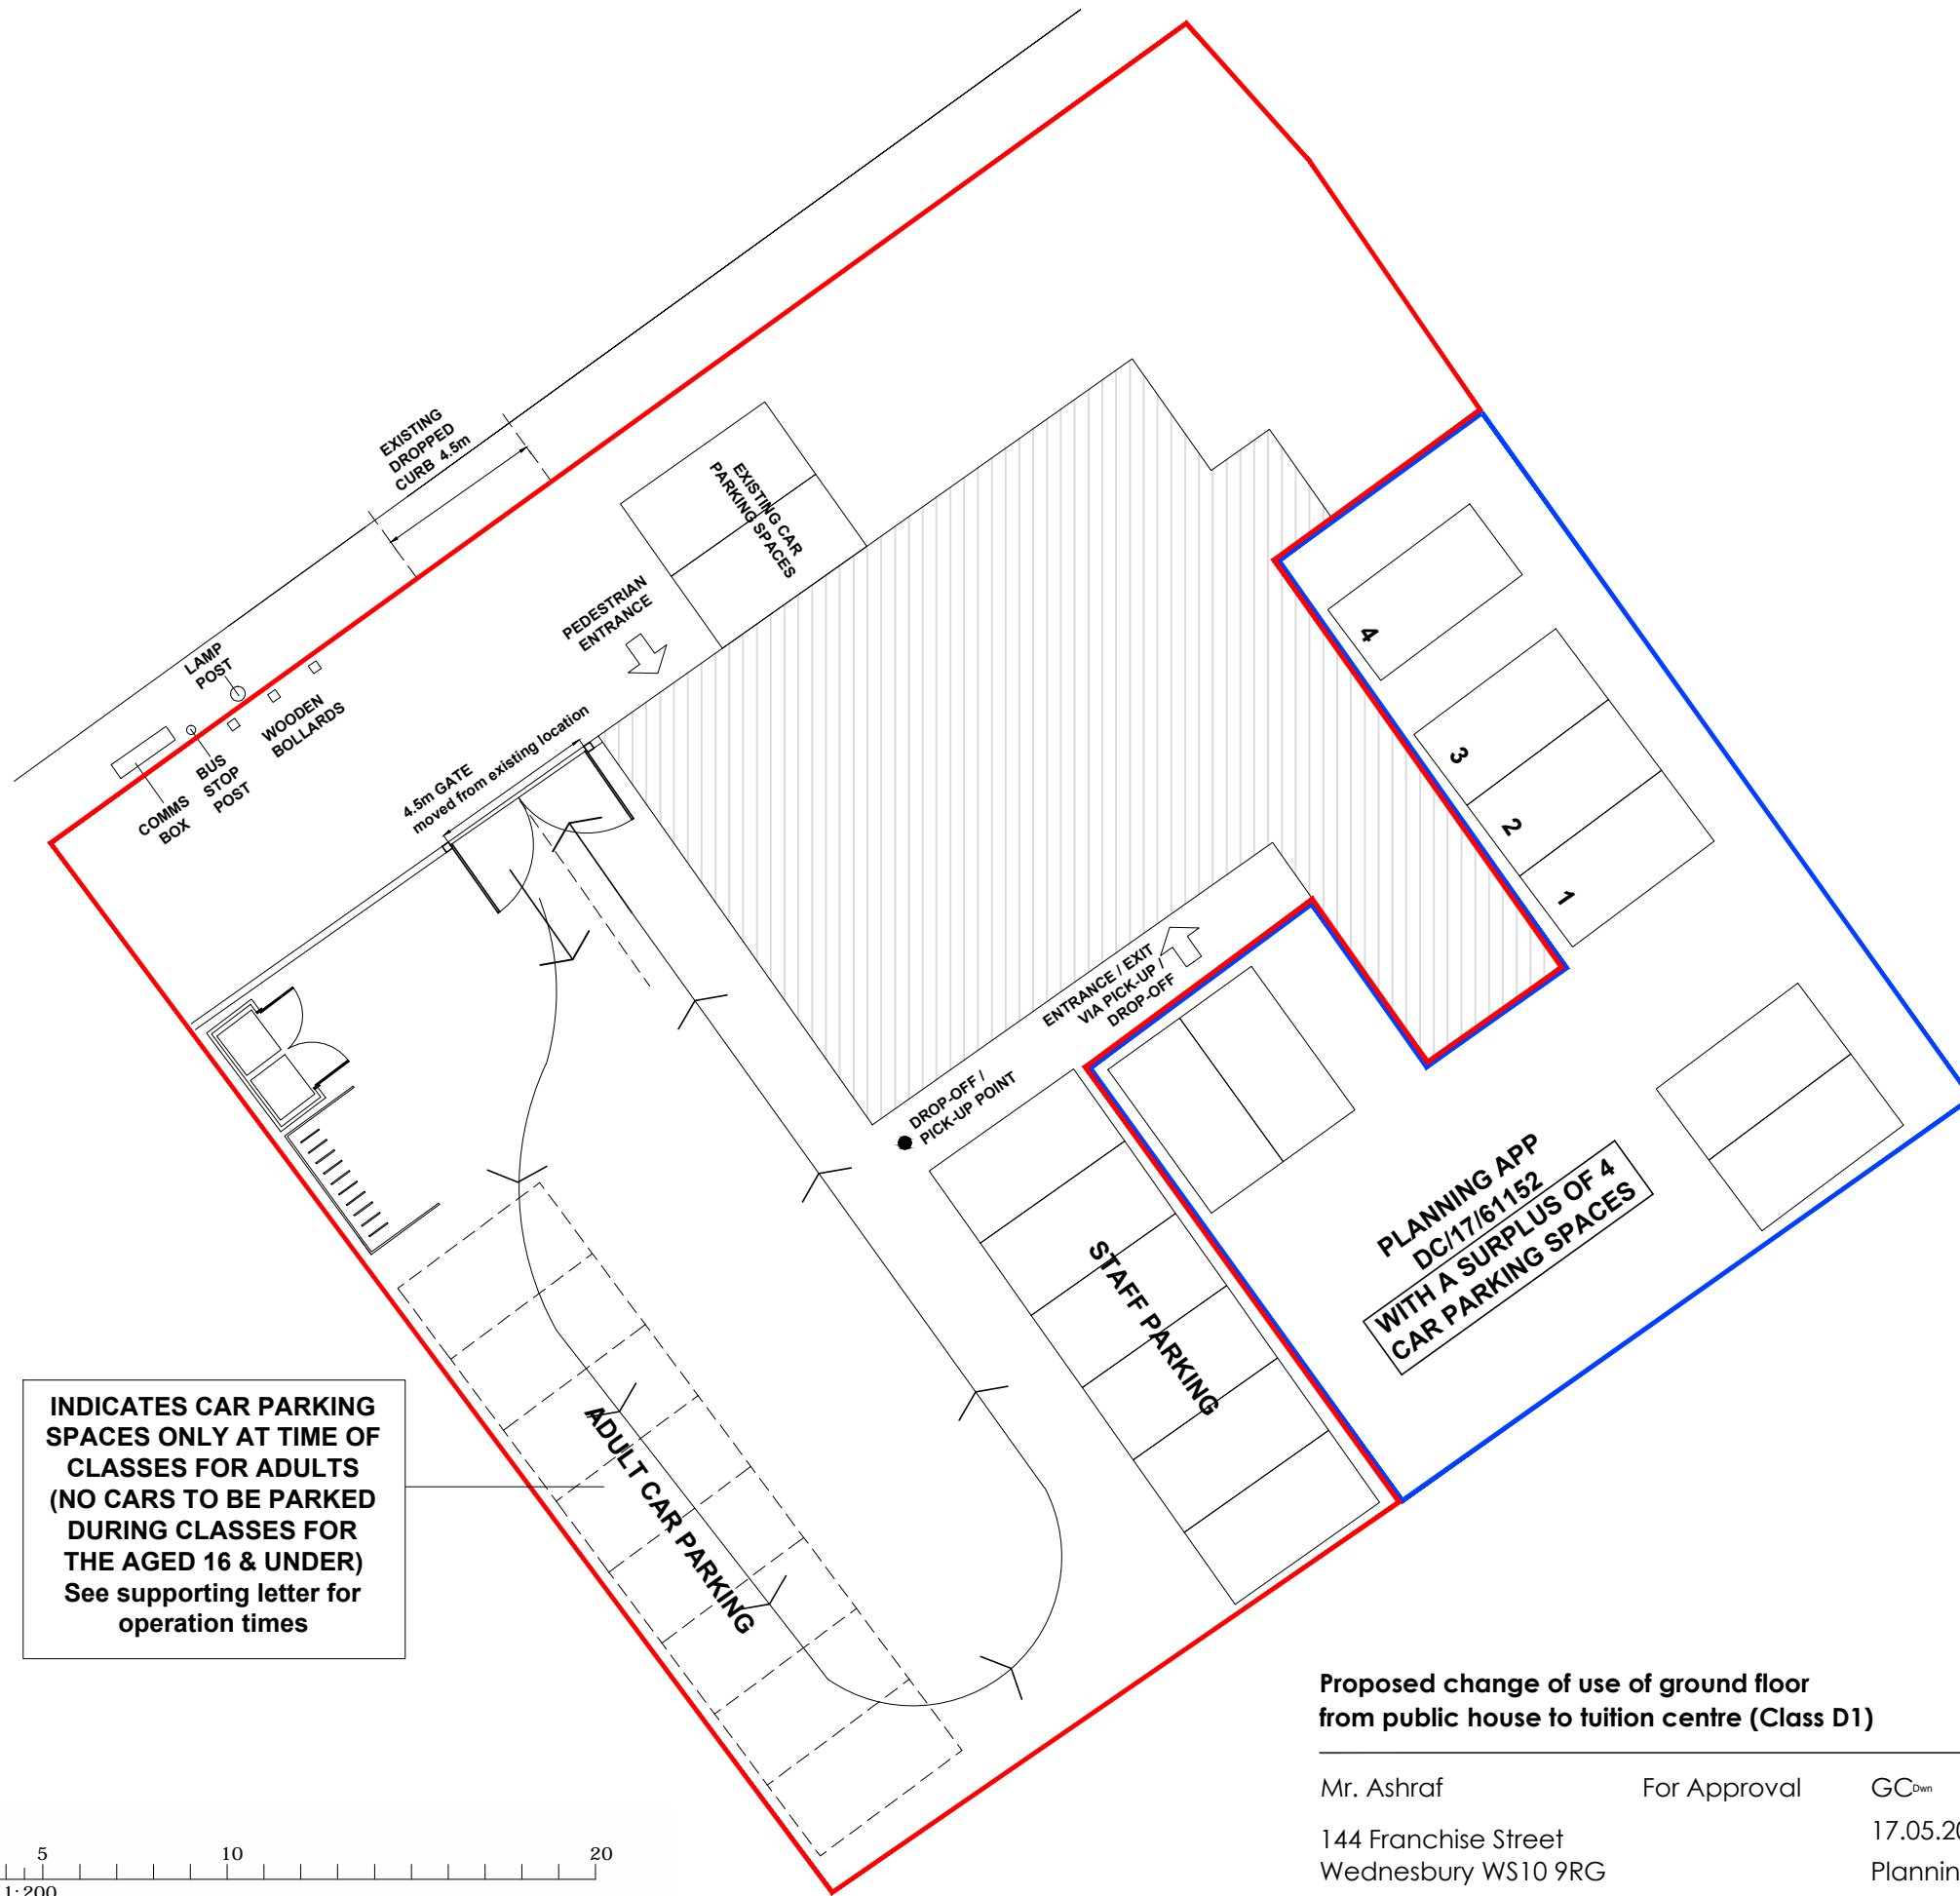 EXISTING
DROPPED
CURB 4.5m
EXISTING CAR
PARKING SPACES
PEDESTRIAN
ENTRANCE
LAMP
POST
WOODEN
BOLLARDS
BUS
STOP
POST
COMMS
BOX
4.5m GATE
moved from existing location
4
3
2
1
ENTRANCE / EXIT
VIA PICK-UP /
DROP-OFF
DROP-OFF /
PICK-UP POINT
STAFF PARKING
PLANNING APP
DC/17/61152
WITH A SURPLUS OF 4
CAR PARKING SPACES
ADULT CAR PARKING
INDICATES CAR PARKING
SPACES ONLY AT TIME OF
CLASSES FOR ADULTS
(NO CARS TO BE PARKED
DURING CLASSES FOR
THE AGED 16 & UNDER)
See supporting letter for
operation times
Proposed change of use of ground floor
from public house to tuition centre (Class D1)
Mr. Ashraf For Approval GC Dwn
144 Franchise Street 17.05.20
Wednesbury WS10 9RG Plannin
5 10 20
1:200